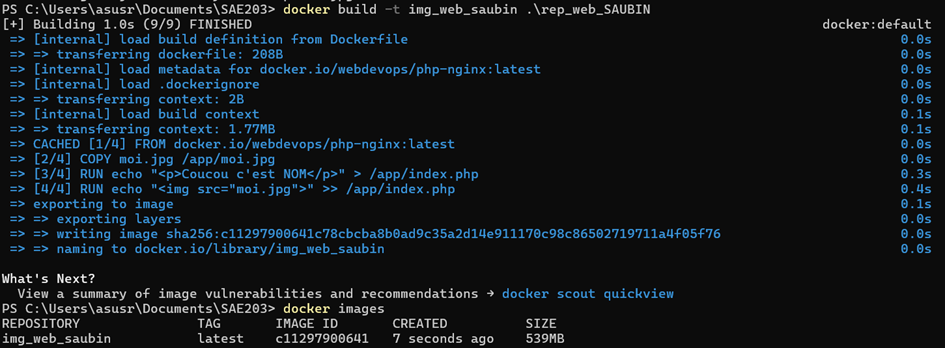 PS C:\Users\asusr\Documents\SAE203> docker build -t img_web_saubin .\rep_web_SAUBIN
[+] Building 1.0s (9/9) FINISHED docker:default
=> [internal] load build definition from Dockerfile 0.0s
=> => transferring dockerfile: 208B 0.0s
=> [internal] load metadata for docker.io/webdevops/php-nginx:latest 0.0s
=> [internal] load .dockerignore 0.0s
=> => transferring context: 2B 0.0s
=> [internal] load build context 0.1s
=> => transferring context: 1.77MB 0.1s
=> CACHED [1/4] FROM docker.io/webdevops/php-nginx:latest 0.0s
=> [2/4] COPY moi.jpg /app/moi.jpg 0.0s
=> [3/4] RUN echo "<p>Coucou c'est NOM</p>" > /app/index.php 0.3s
=> [4/4] RUN echo "<img src="moi.jpg">" >> /app/index.php 0.4s
=> exporting to image 0.1s
=> => exporting layers 0.0s
=> => writing image sha256:c11297900641c78cbcba8b0ad9c35a2d14e911170c98c86502719711a4f05f76 0.0s
=> => naming to docker.io/library/img_web_saubin 0.0s
What's Next?
View a summary of image vulnerabilities and recommendations → docker scout quickview
PS C:\Users\asusr\Documents\SAE203> docker images
REPOSITORY TAG IMAGE ID CREATED SIZE
img_web_saubin latest c11297900641 7 seconds ago 539MB